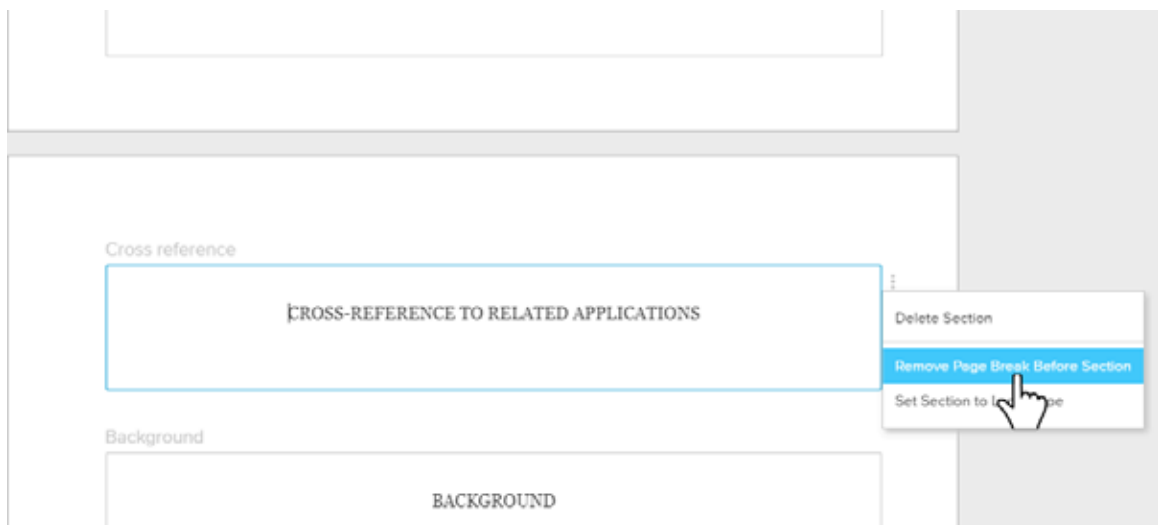 Cross reference
CROSS-REFERENCE TO RELATED APPLICATIONS
Delete Section
Remove Page Break Before Section
Set Section to
Background
BACKGROUND